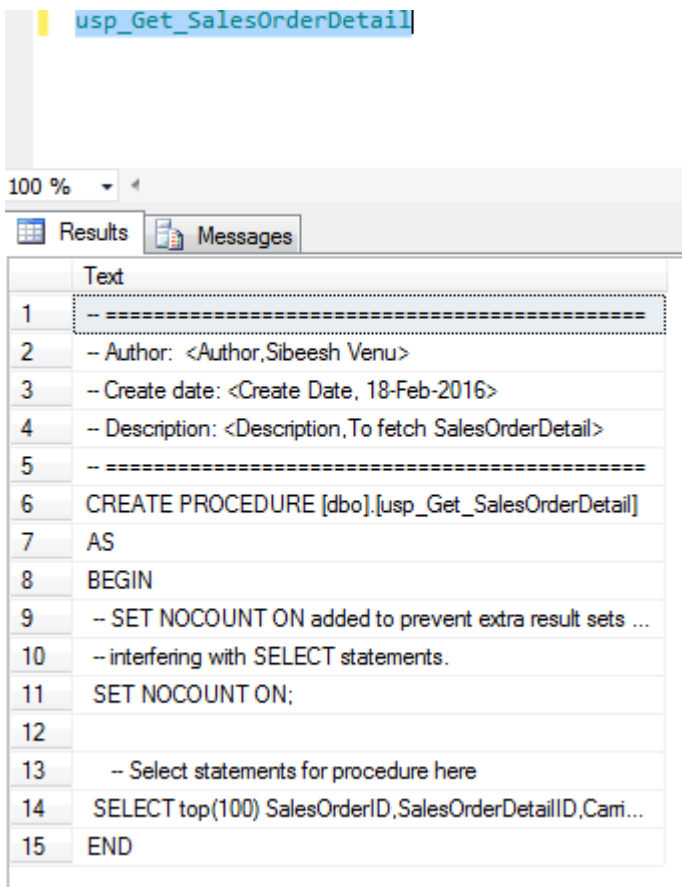 usp_Get_SalesOrderDetail
100 %
Results Messages
Text
1 -- =============================================
2 -- Author: <Author,Sibeesh Venu>
3 -- Create date: <Create Date, 18-Feb-2016>
4 -- Description: <Description,To fetch SalesOrderDetail>
5 -- =============================================
6 CREATE PROCEDURE [dbo].[usp_Get_SalesOrderDetail]
7 AS
8 BEGIN
9 -- SET NOCOUNT ON added to prevent extra result sets ...
10 -- interfering with SELECT statements.
11 SET NOCOUNT ON;
12
13 -- Select statements for procedure here
14 SELECT top(100) SalesOrderID,SalesOrderDetailID,Carri...
15 END